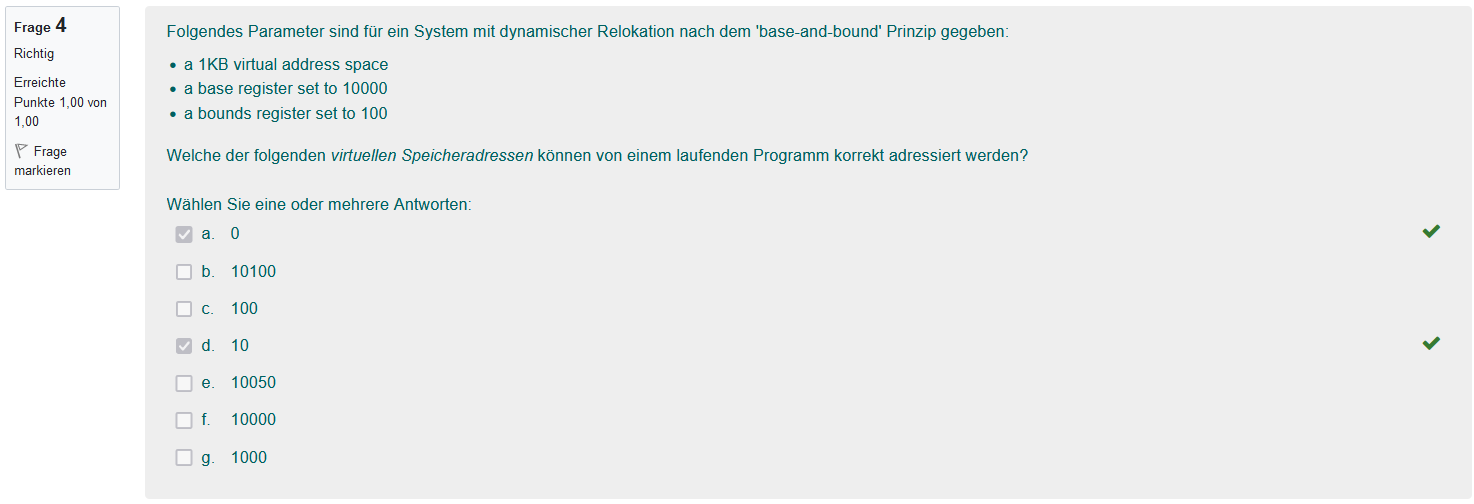 Frage 4
Richtig
Erreichte
Punkte 1,00 von
1,00
Frage
markieren
Folgendes Parameter sind für ein System mit dynamischer Relokation nach dem 'base-and-bound' Prinzip gegeben:
• a 1KB virtual address space
• a base register set to 10000
• a bounds register set to 100
Welche der folgenden virtuellen Speicheradressen können von einem laufenden Programm korrekt adressiert werden?
Wählen Sie eine oder mehrere Antworten:
a. 0
b. 10100
c. 100
d. 10
e. 10050
f. 10000
g. 1000